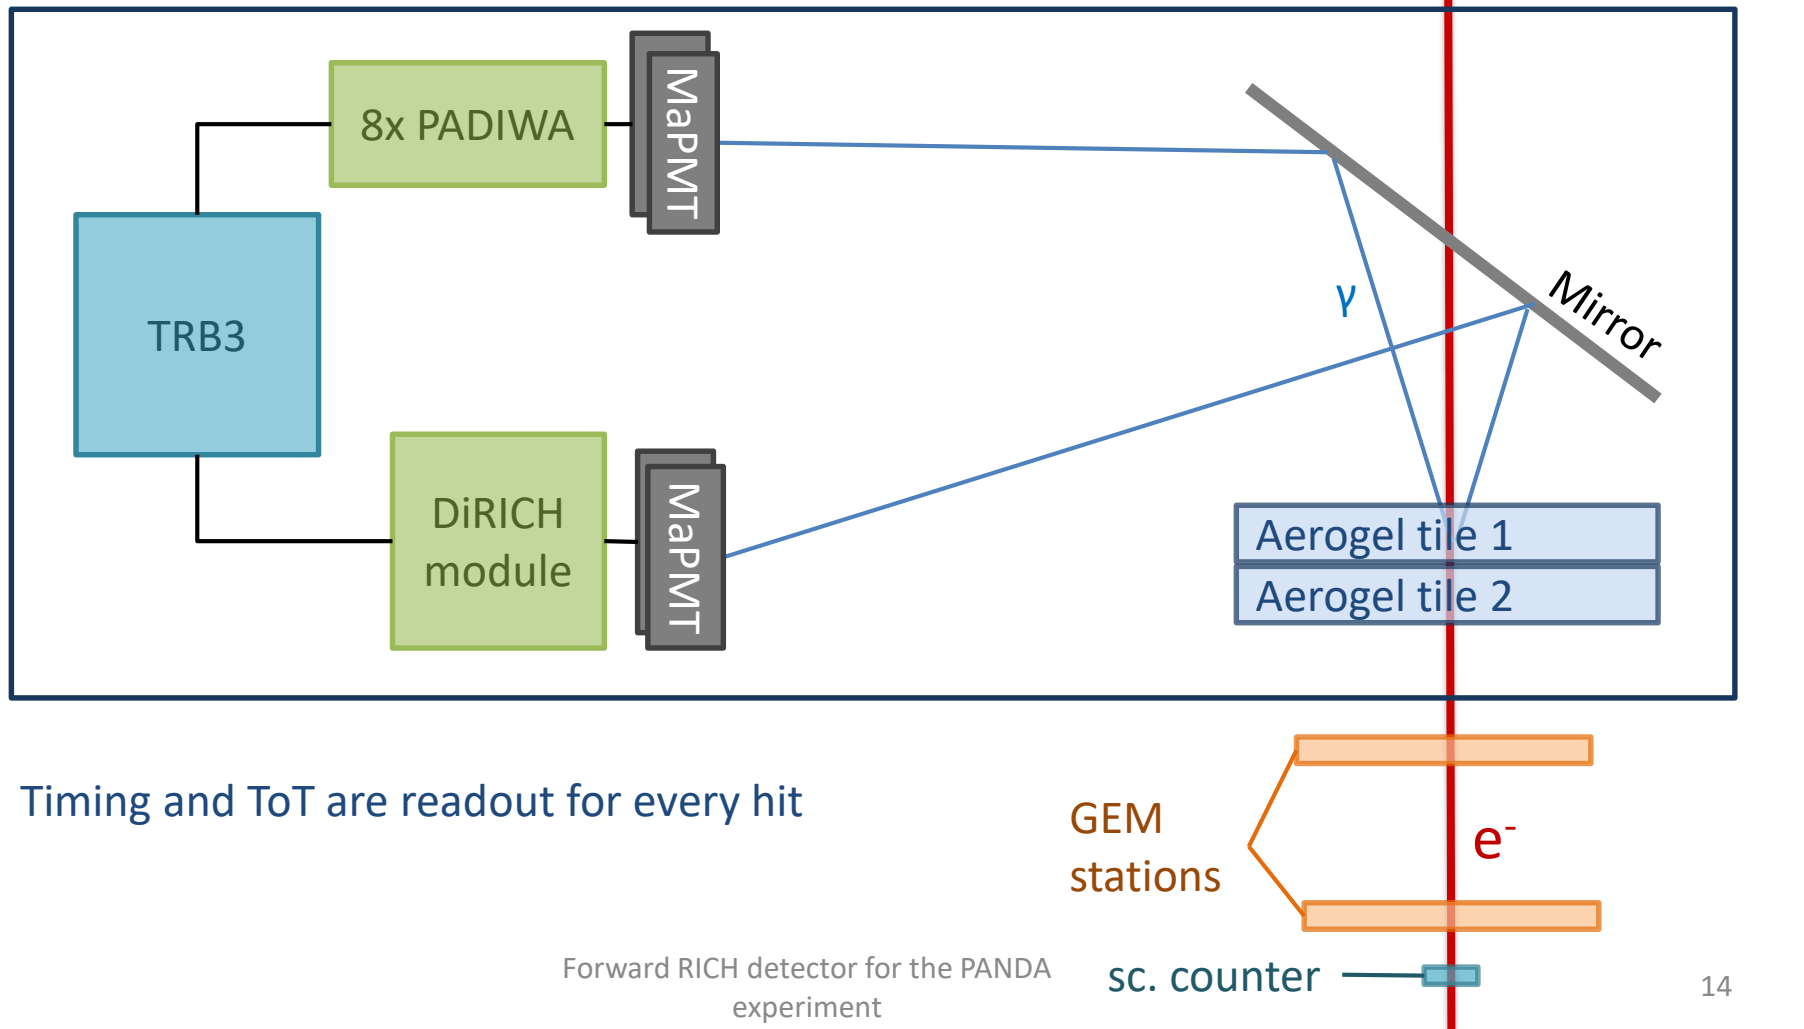 8x PADIWA
MaPMT
TRB3
γ
Mirror
DiRICH
module
MaPMT
Aerogel tile 1
Aerogel tile 2
Timing and ToT are readout for every hit
GEM
stations
e-
sc. counter
Forward RICH detector for the PANDA
experiment
14